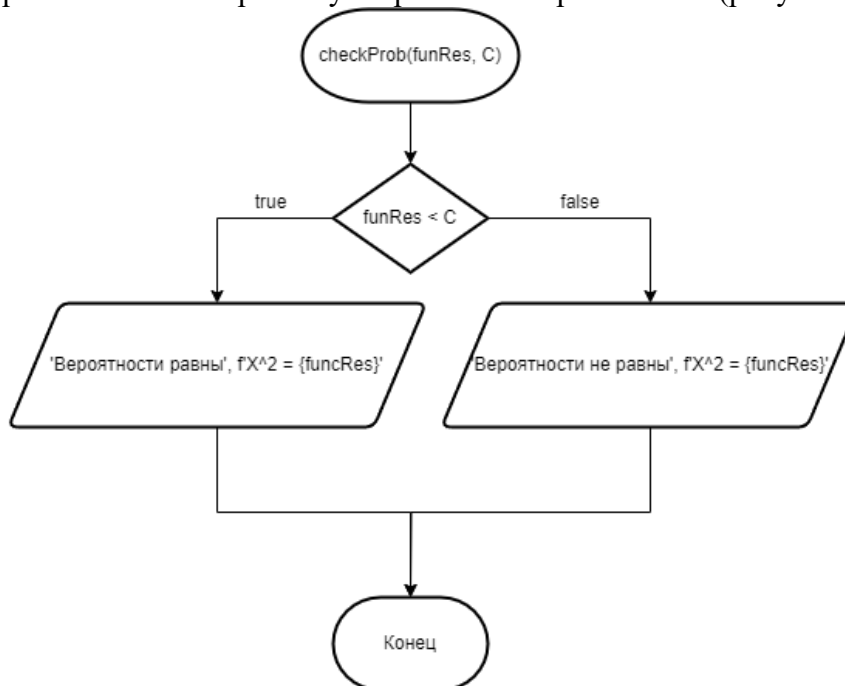 checkProb(funRes, C)
funRes < C
true
false
'Вероятности равны', f'X^2 = {funcRes}'
'Вероятности не равны', f'X^2 = {funcRes}'
Конец